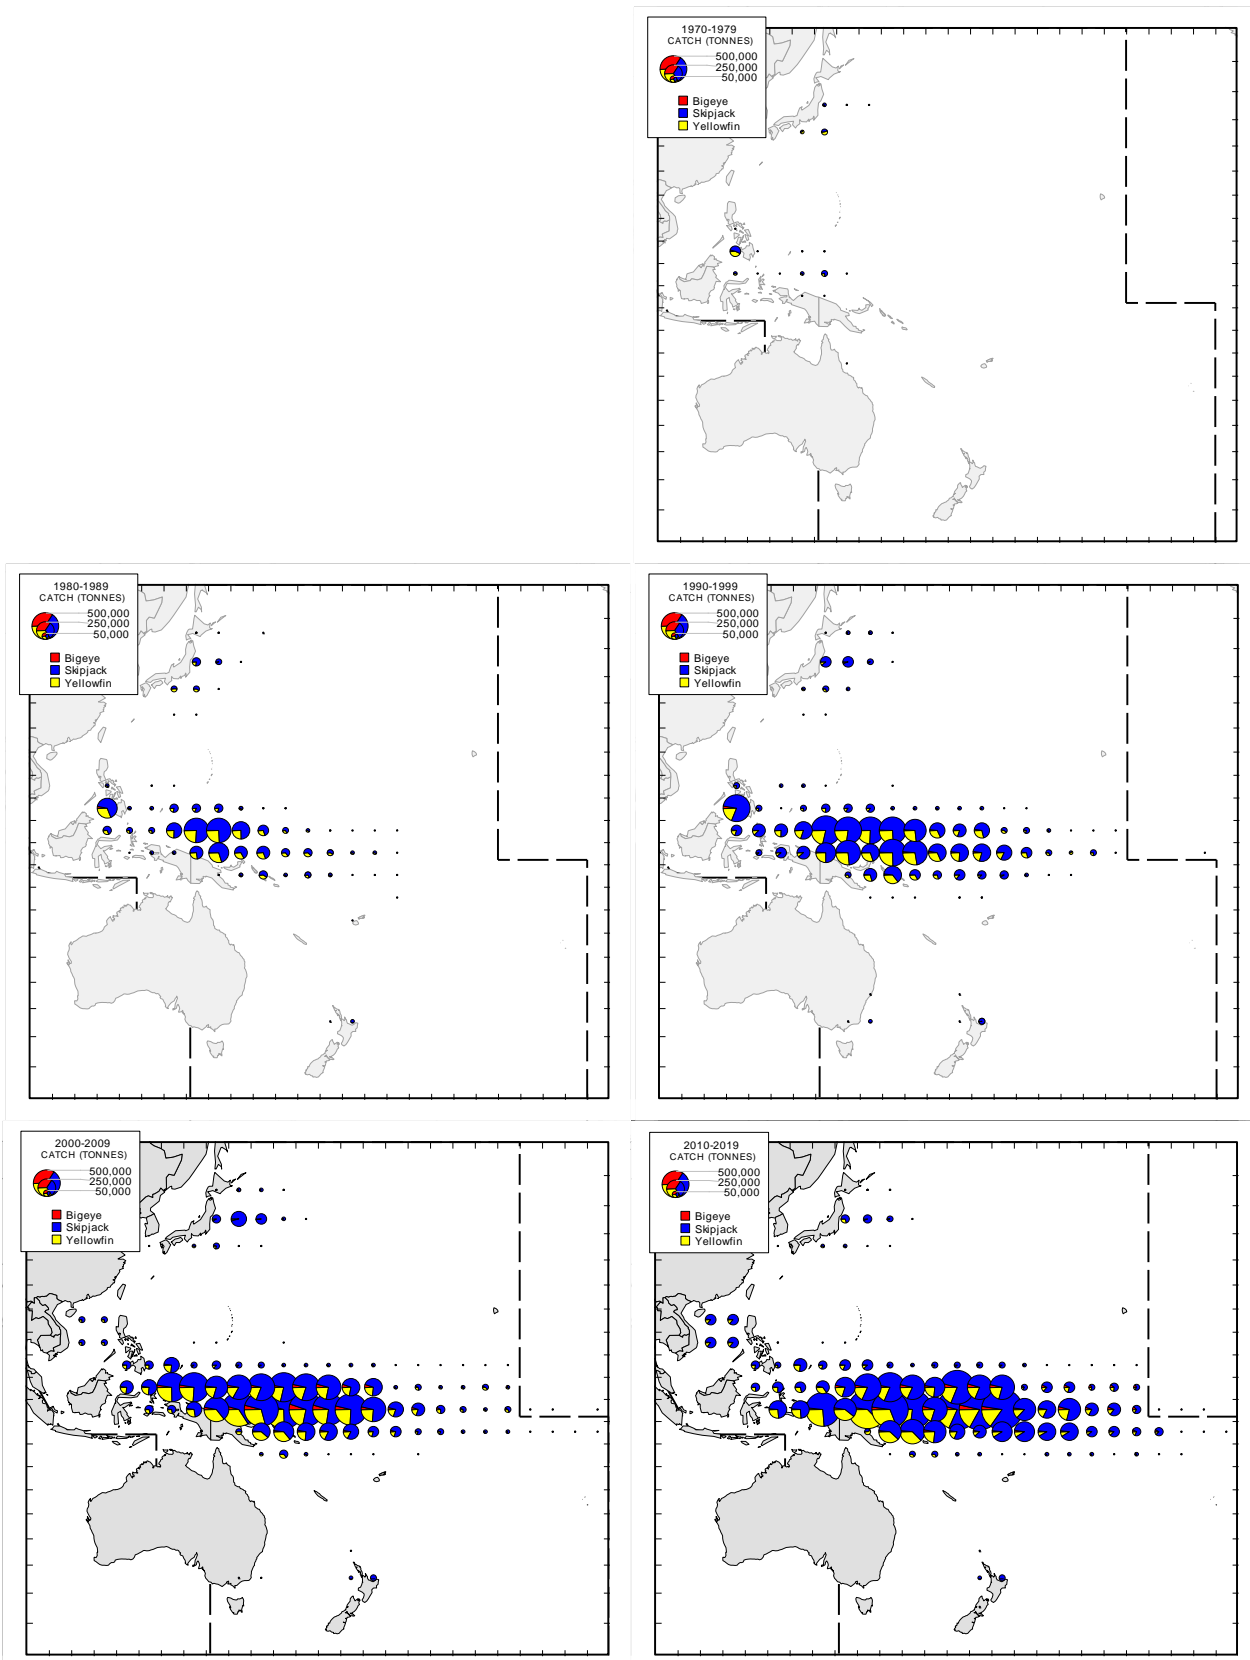 1970-1979
CATCH (TONNES)
500,000
250,000
50,000
Bigeye
Skipjack
Yellowfin
1980-1989
CATCH (TONNES)
500,000
250,000
50,000
Bigeye
Skipjack
Yellowfin
1990-1999
CATCH (TONNES)
500,000
250,000
50,000
Bigeye
Skipjack
Yellowfin
2000-2009
CATCH (TONNES)
500,000
250,000
50,000
Bigeye
Skipjack
Yellowfin
2010-2019
CATCH (TONNES)
500,000
250,000
50,000
Bigeye
Skipjack
Yellowfin